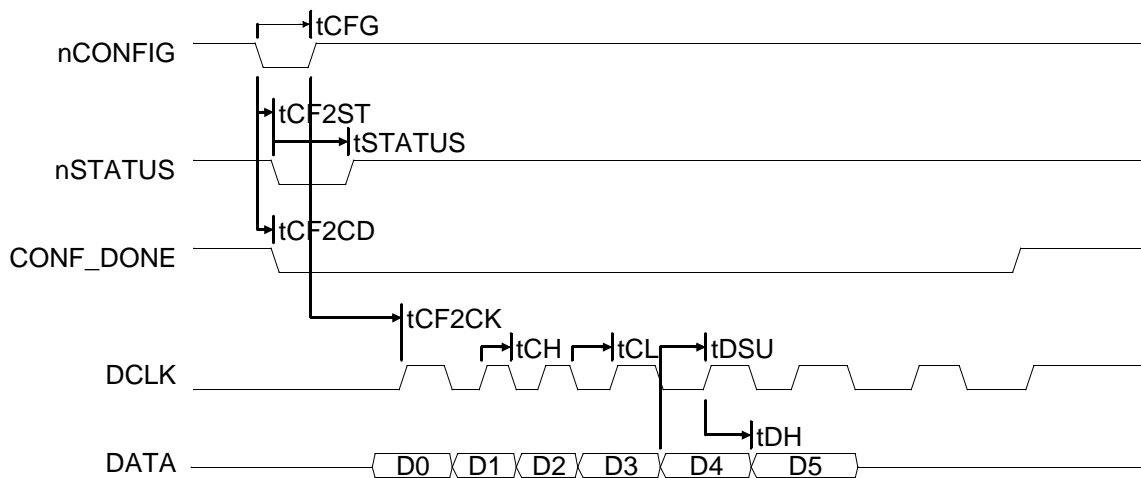 tCFG
nCONFIG
tCF2ST
tSTATUS
nSTATUS
tCF2CD
CONF_DONE
tCF2CK
tCH tCL tDSU
DCLK
tDH
DATA D0 D1 D2 D3 D4 D5